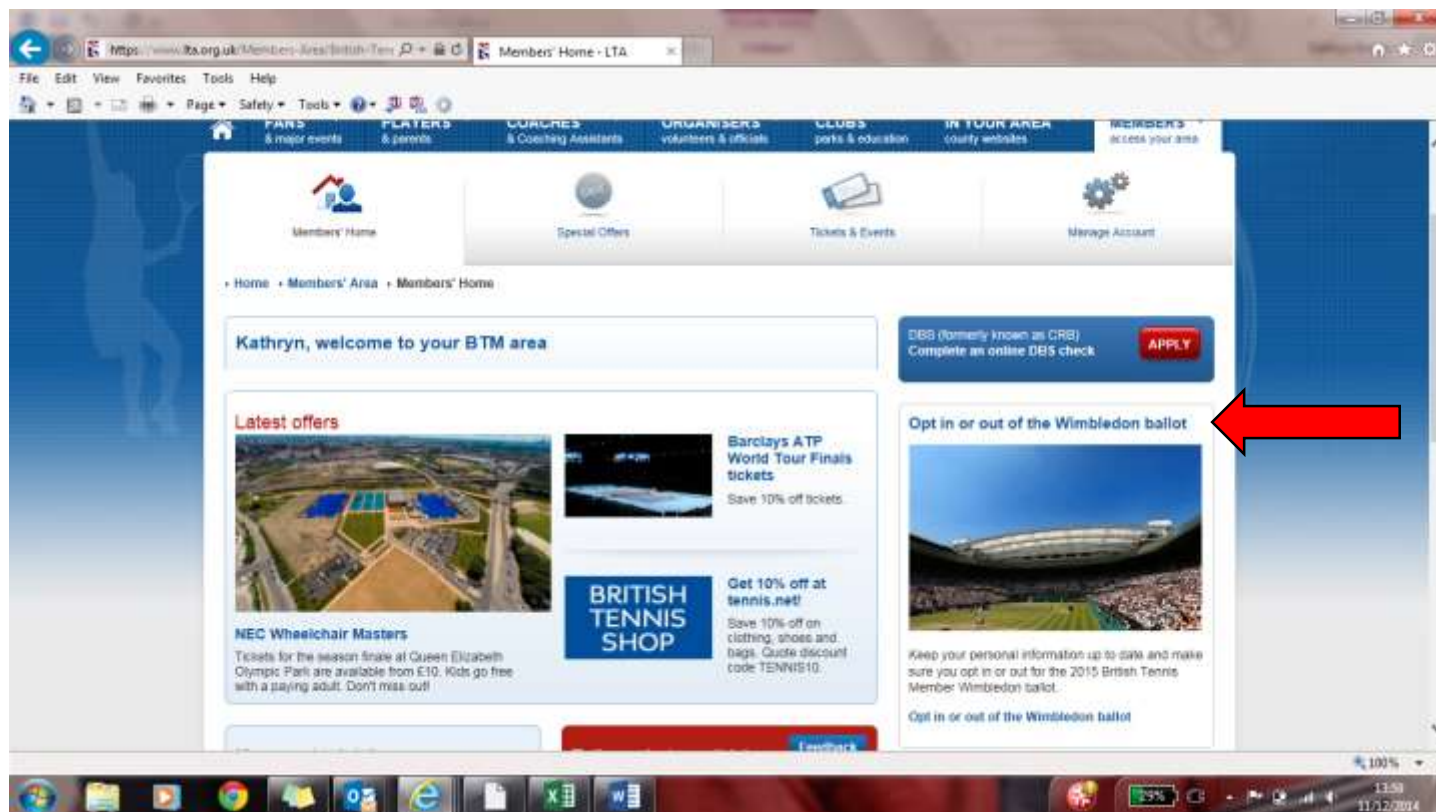 Members' Home - LTA
File Edit View Favorites Tools Help
Page Safety Tools
FANS PLAYERS COACHES ORGANISERS CLUBS IN YOUR AREA MEMBERS
& major events & parents & Coaching Assistants volunteers & officials parks & education county websites access your area
Members' Home Special Offers Tickets & Events Manage Account
Home Members' Area Members' Home
Kathryn, welcome to your BTM area
DBS (formerly known as CRB)
Complete an online DBS check
APPLY
Latest offers
NEC Wheelchair Masters
Tickets for the season finale at Queen Elizabeth
Olympic Park are available from £10. Kids go free
with a paying adult. Don't miss out!
Barclays ATP
World Tour Finals
tickets
Save 10% off tickets.
BRITISH
TENNIS
SHOP
Get 10% off at
tennis.net!
Save 10% off on
clothing, shoes and
bags. Quote discount
code TENNIS10.
Opt in or out of the Wimbledon ballot
Keep your personal information up to date and make
sure you opt in or out for the 2015 British Tennis
Member Wimbledon ballot.
Opt in or out of the Wimbledon ballot
Feedback
100%
29%
13:59
11/12/2014